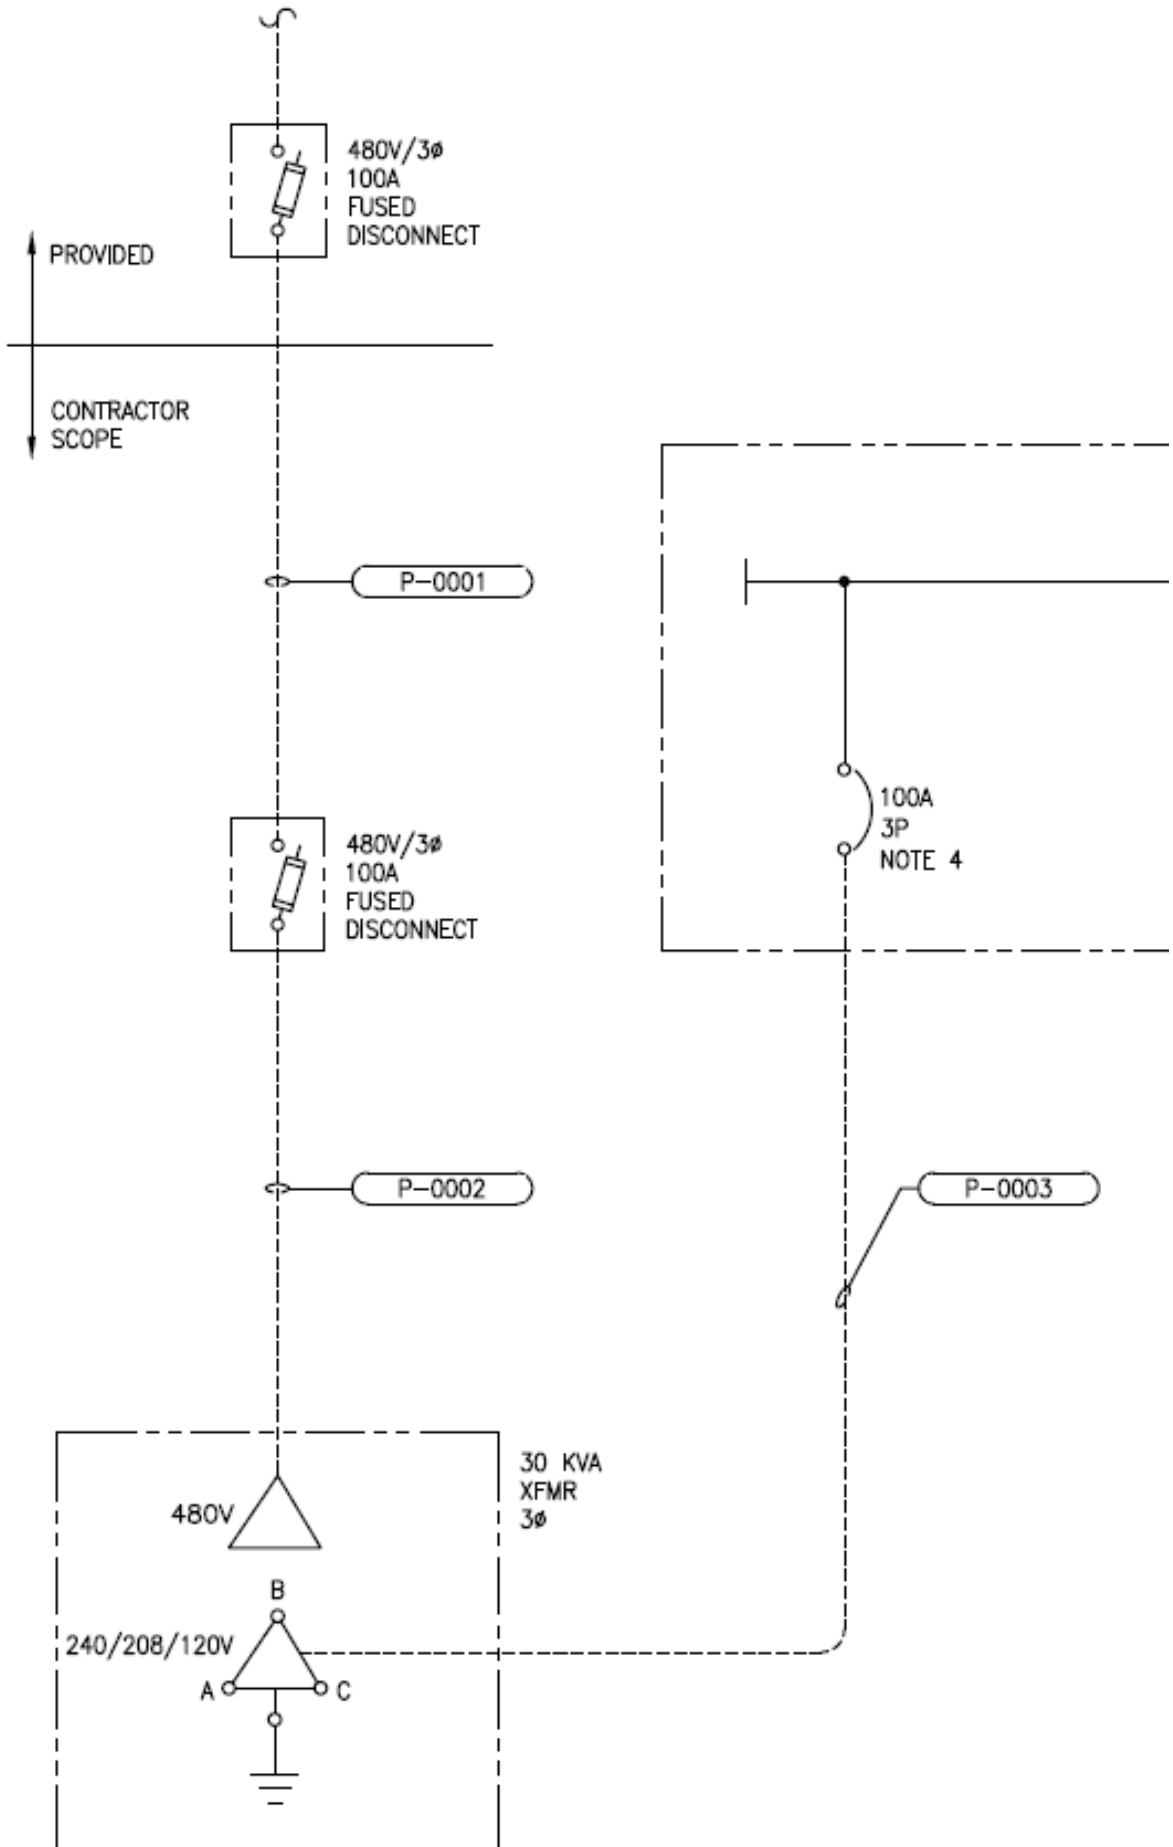 480V/3ø
100A
FUSED
DISCONNECT
PROVIDED
CONTRACTOR
SCOPE
P-0001
480V/3ø
100A
FUSED
DISCONNECT
100A
3P
NOTE 4
P-0002
P-0003
30 KVA
XFMR
3ø
480V
B
240/208/120V
A
C